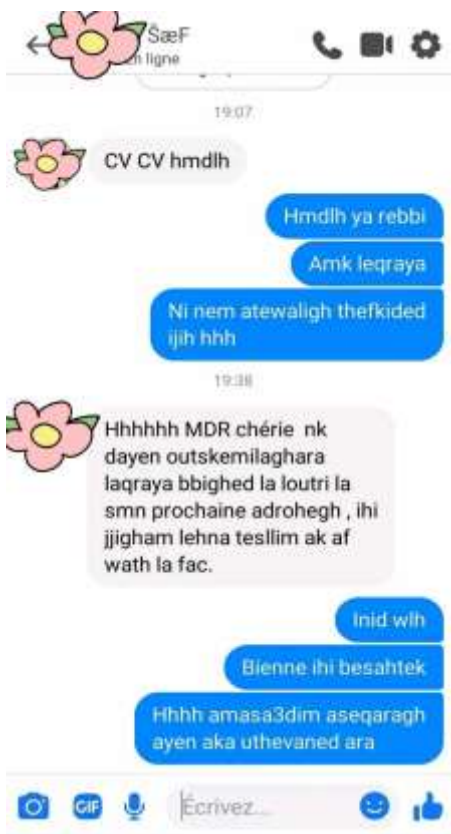 ŠæF
n ligne
19:07
CV CV hmdlh
Hmdlh ya rebbi
Amk leqraya
Ni nem atewaligh thefkided
ijih hhh
19:38
Hhhhhh MDR chérie nk
dayen outskemilaghara
laqraya bbighed la loutri la
smn prochaine adrohegh , ihi
jjigham lehna tesllim ak af
wath la fac.
Inid wlh
Bienne ihi besahtek
Hhhh amasa3dim aseqaragh
ayen aka uthevaned ara
GIF
Écrivez...